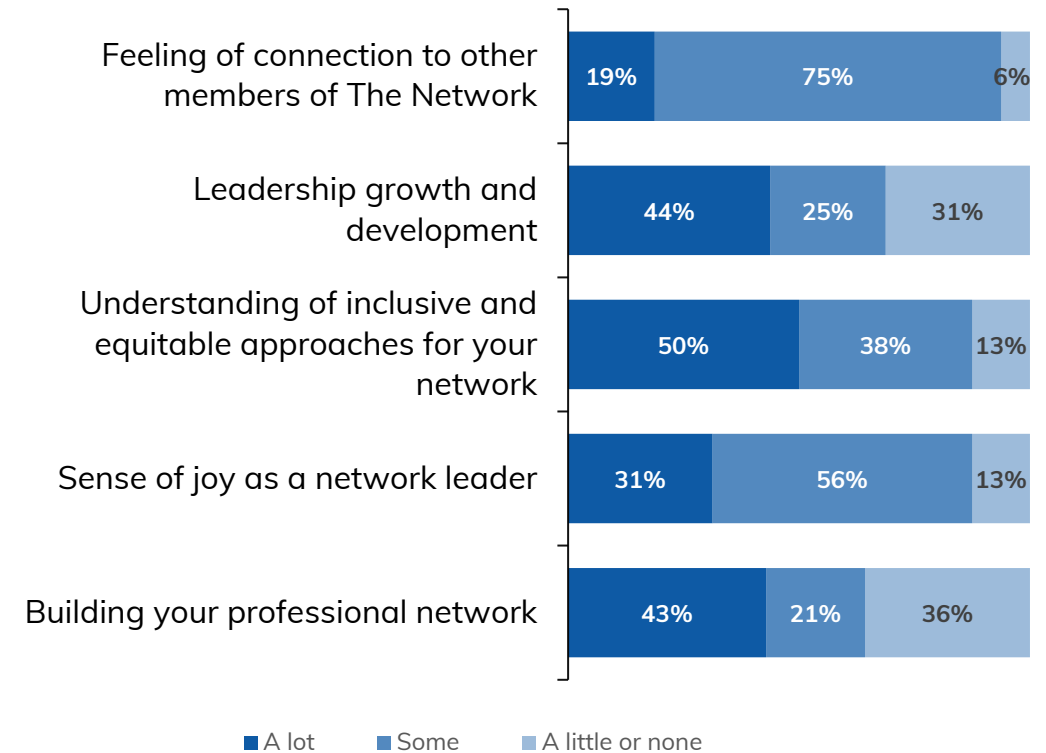 Feeling of connection to other
members of The Network
19%
75%
6%
Leadership growth and
development
44%
25%
31%
Understanding of inclusive and
equitable approaches for your
network
50%
38%
13%
Sense of joy as a network leader
31%
56%
13%
Building your professional network
43%
21%
36%
A lot
Some
A little or none